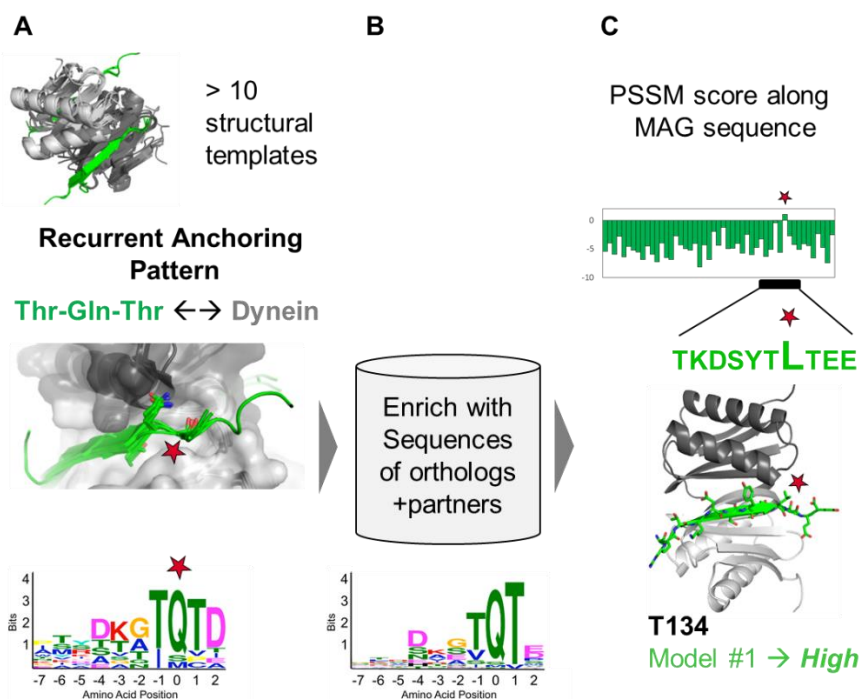 A
B
C
> 10
structural
templates
PSSM score along
MAG sequence
0
-5
-10
Recurrent Anchoring
Pattern
Thr-Gln-Thr ←→ Dynein
TKDSYTLTEE
Enrich with
Sequences
of orthologs
+partners
4
3
2
1
Bits
TQTD
DKG
-7 -6 -5 -4 -3 -2 -1 0 1 2
Amino Acid Position
4
3
2
1
Bits
D
G
TQT
-7 -6 -5 -4 -3 -2 -1 0 1 2
Amino Acid Position
T134
Model #1 → High